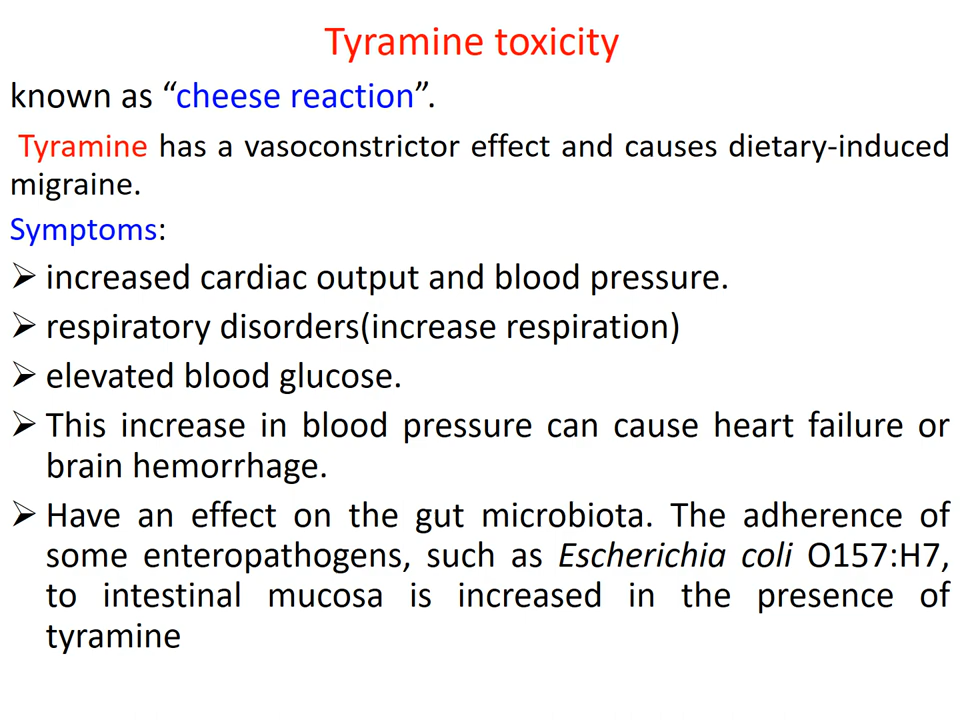 Tyramine toxicity
known as “cheese reaction”.
Tyramine has a vasoconstrictor effect and causes dietary-induced
migraine.
Symptoms:
➢ increased cardiac output and blood pressure.
➢ respiratory disorders(increase respiration)
➢ elevated blood glucose.
➢ This increase in blood pressure can cause heart failure or
brain hemorrhage.
➢ Have an effect on the gut microbiota. The adherence of
some enteropathogens, such as Escherichia coli O157:H7,
to intestinal mucosa is increased in the presence of
tyramine